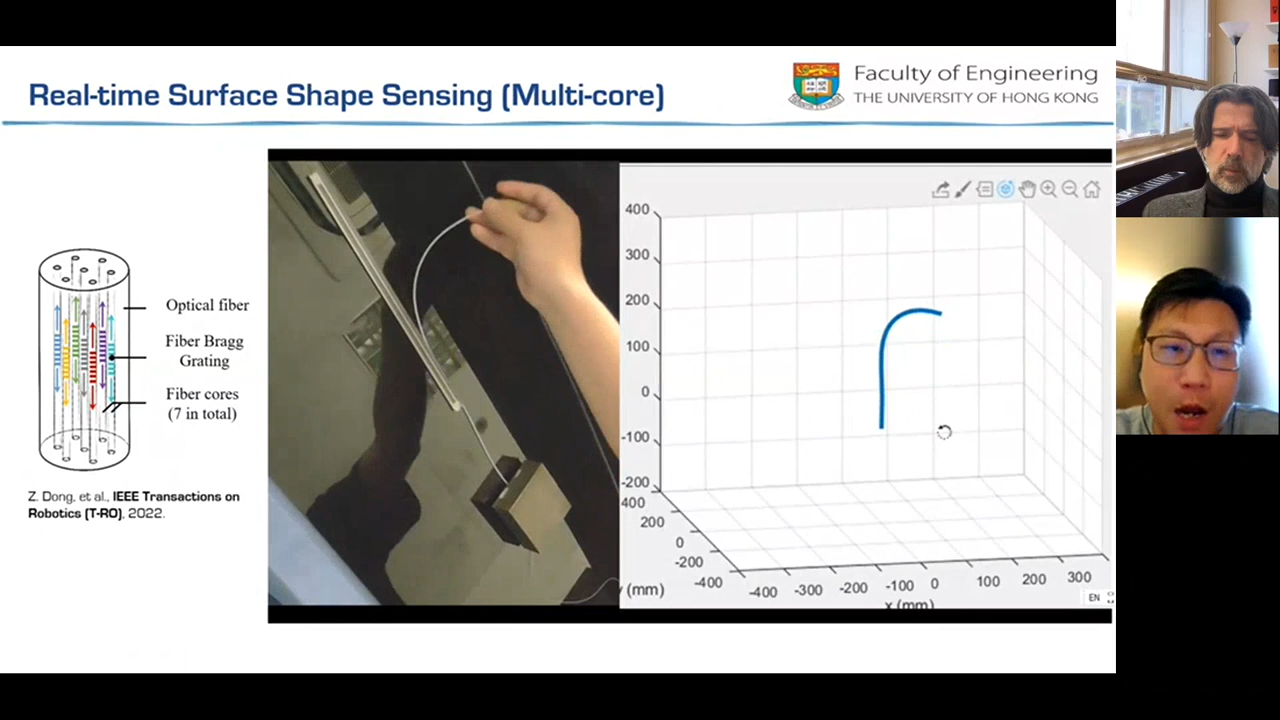 Real-time Surface Shape Sensing (Multi-core)
Faculty of Engineering
THE UNIVERSITY OF HONG KONG
Optical fiber
Fiber Bragg
Grating
Fiber cores
(7 in total)
Z. Dong, et al., IEEE Transactions on
Robotics (T-RO), 2022.
400
300
200
100
0
-100
-200
400
200
0
-200
-400
(mm)
-400 -300 -200 -100 0 100 200 300
x (mm)
EN